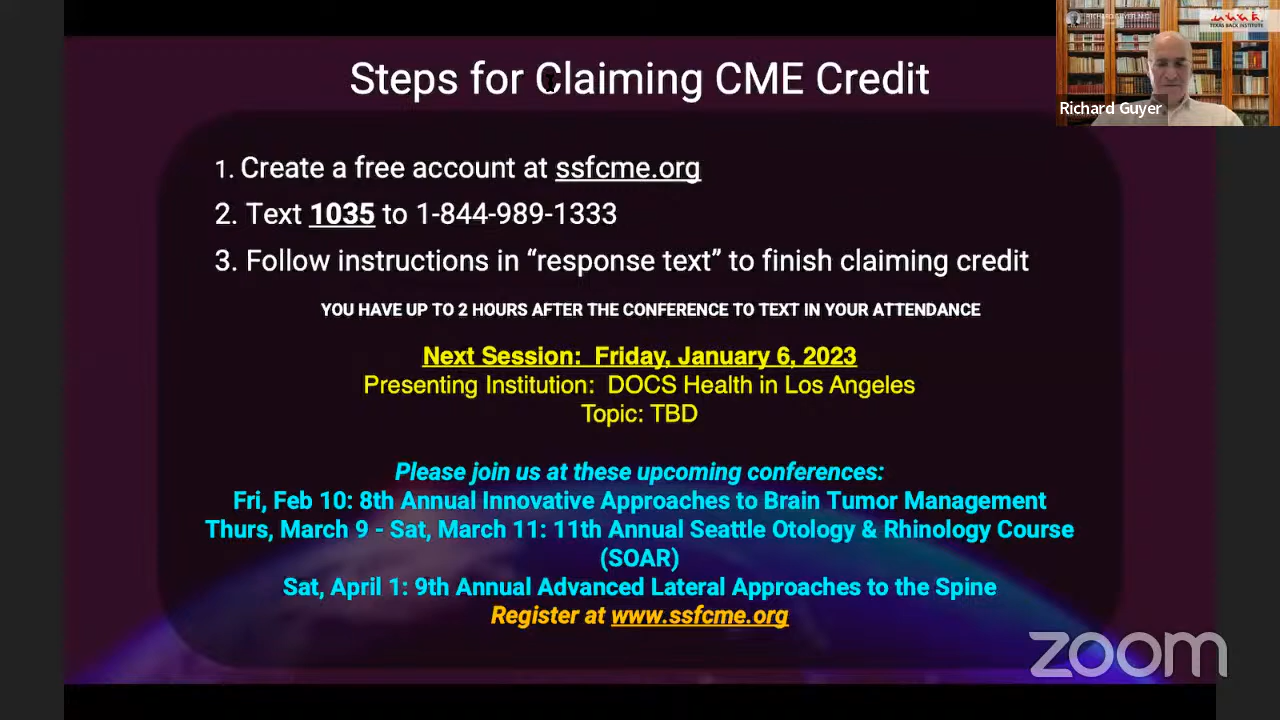 Steps for Claiming CME Credit
RICHARD GUYER, M.D.
TEXAS BACK INSTITUTE
Richard Guyer
1. Create a free account at ssfcme.org
2. Text 1035 to 1-844-989-1333
3. Follow instructions in “response text” to finish claiming credit
YOU HAVE UP TO 2 HOURS AFTER THE CONFERENCE TO TEXT IN YOUR ATTENDANCE
Next Session: Friday, January 6, 2023
Presenting Institution: DOCS Health in Los Angeles
Topic: TBD
Please join us at these upcoming conferences:
Fri, Feb 10: 8th Annual Innovative Approaches to Brain Tumor Management
Thurs, March 9 - Sat, March 11: 11th Annual Seattle Otology & Rhinology Course
(SOAR)
Sat, April 1: 9th Annual Advanced Lateral Approaches to the Spine
Register at www.ssfcme.org
zoom